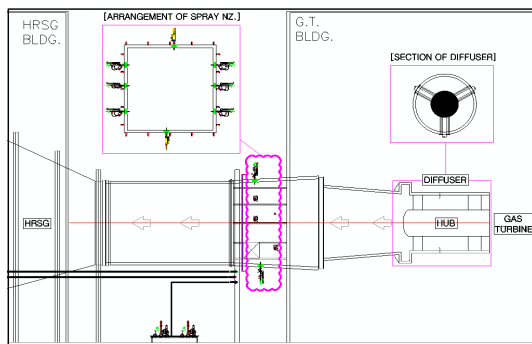 HRSG
BLDG.
[ARRANGEMENT OF SPRAY NZ.]
G.T.
BLDG.
[SECTION OF DIFFUSER]
DIFFUSER
HRSG
HUB
GAS
TURBINE